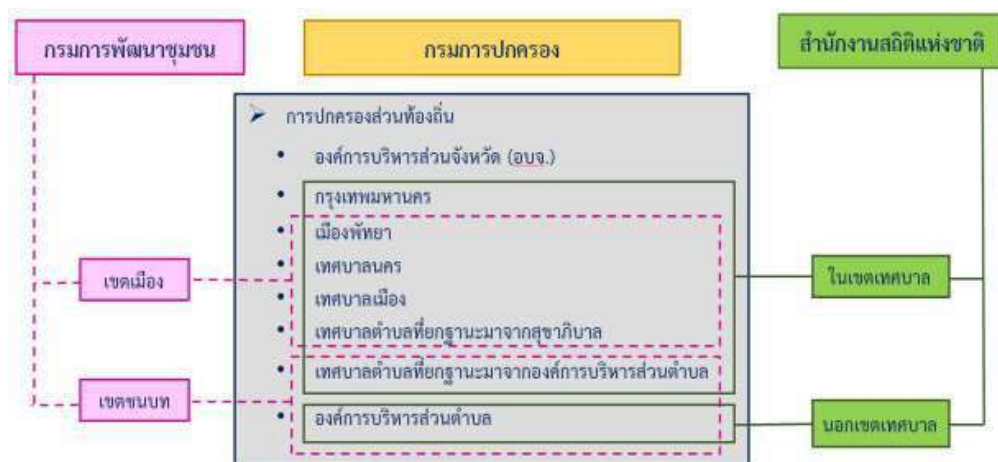 กรมการพัฒนาชุมชน
กรมการปกครอง
สำนักงานสถิติแห่งชาติ
➢ การปกครองส่วนท้องถิ่น
• องค์การบริหารส่วนจังหวัด (อบจ.)
• กรุงเทพมหานคร
• เมืองพัทยา
• เทศบาลนคร
• เทศบาลเมือง
• เทศบาลตำบลที่ยกฐานะมาจากสุขาภิบาล
• เทศบาลตำบลที่ยกฐานะมาจากองค์การบริหารส่วนตำบล
• องค์การบริหารส่วนตำบล
เขตเมือง
เขตชนบท
ในเขตเทศบาล
นอกเขตเทศบาล